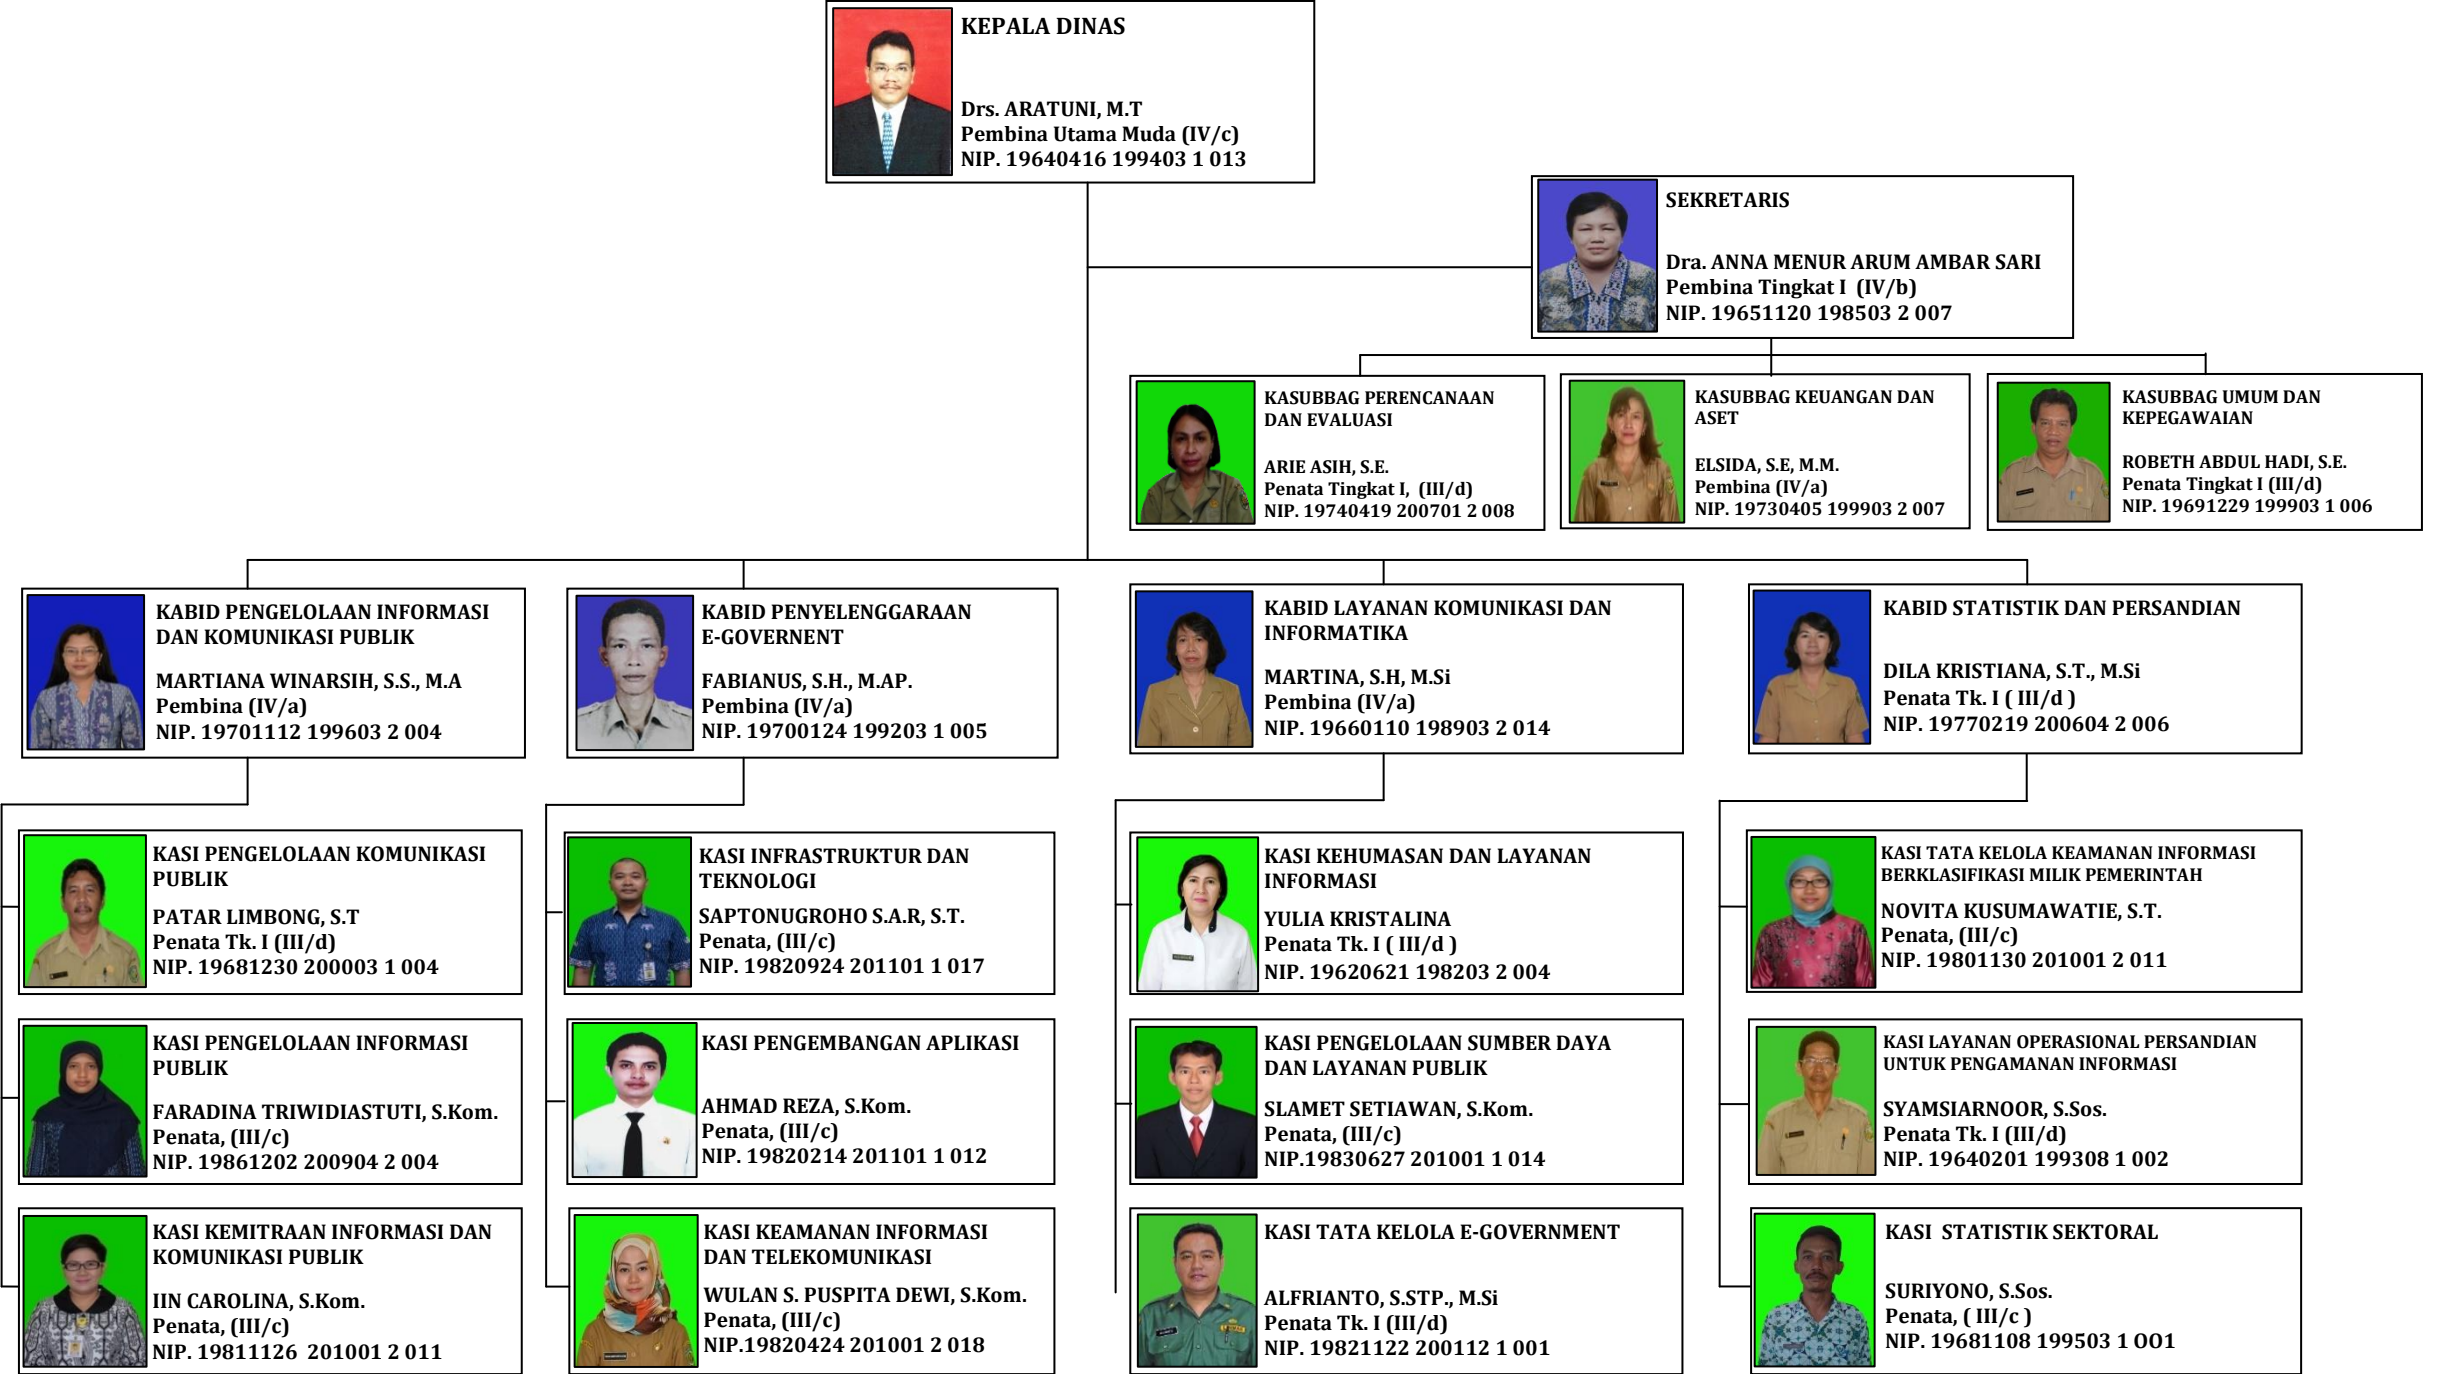 KEPALA DINAS
Drs. ARATUNI, M.T
Pembina Utama Muda (IV/c)
NIP. 19640416 199403 1 013
SEKRETARIS
Dra. ANNA MENUR ARUM AMBAR SARI
Pembina Tingkat I  (IV/b)
NIP. 19651120 198503 2 007
KASUBBAG PERENCANAAN
DAN EVALUASI
ARIE ASIH, S.E.
Penata Tingkat I,  (III/d)
NIP. 19740419 200701 2 008
KASUBBAG KEUANGAN DAN
ASET
ELSIDA, S.E, M.M.
Pembina (IV/a)
NIP. 19730405 199903 2 007
KASUBBAG UMUM DAN
KEPEGAWAIAN
ROBETH ABDUL HADI, S.E.
Penata Tingkat I (III/d)
NIP. 19691229 199903 1 006
KABID PENGELOLAAN INFORMASI
DAN KOMUNIKASI PUBLIK
MARTIANA WINARSIH, S.S., M.A
Pembina (IV/a)
NIP. 19701112 199603 2 004
KABID PENYELENGGARAAN
E-GOVERNENT
FABIANUS, S.H., M.AP.
Pembina (IV/a)
NIP. 19700124 199203 1 005
KABID LAYANAN KOMUNIKASI DAN
INFORMATIKA
MARTINA, S.H, M.Si
Pembina (IV/a)
NIP. 19660110 198903 2 014
KABID STATISTIK DAN PERSANDIAN
DILA KRISTIANA, S.T., M.Si
Penata Tk. I ( III/d )
NIP. 19770219 200604 2 006
KASI PENGELOLAAN KOMUNIKASI
PUBLIK
PATAR LIMBONG, S.T
Penata Tk. I (III/d)
NIP. 19681230 200003 1 004
KASI INFRASTRUKTUR DAN
TEKNOLOGI
SAPTONUGROHO S.A.R, S.T.
Penata, (III/c)
NIP. 19820924 201101 1 017
KASI KEHUMASAN DAN LAYANAN
INFORMASI
YULIA KRISTALINA
Penata Tk. I ( III/d )
NIP. 19620621 198203 2 004
KASI TATA KELOLA KEAMANAN INFORMASI
BERKLASIFIKASI MILIK PEMERINTAH
NOVITA KUSUMAWATIE, S.T.
Penata, (III/c)
NIP. 19801130 201001 2 011
KASI PENGELOLAAN INFORMASI
PUBLIK
FARADINA TRIWIDIASTUTI, S.Kom.
Penata, (III/c)
NIP. 19861202 200904 2 004
KASI PENGEMBANGAN APLIKASI
AHMAD REZA, S.Kom.
Penata, (III/c)
NIP. 19820214 201101 1 012
KASI PENGELOLAAN SUMBER DAYA
DAN LAYANAN PUBLIK
SLAMET SETIAWAN, S.Kom.
Penata, (III/c)
NIP.19830627 201001 1 014
KASI LAYANAN OPERASIONAL PERSANDIAN
UNTUK PENGAMANAN INFORMASI
SYAMSIARNOOR, S.Sos.
Penata Tk. I (III/d)
NIP. 19640201 199308 1 002
KASI KEMITRAAN INFORMASI DAN
KOMUNIKASI PUBLIK
IIN CAROLINA, S.Kom.
Penata, (III/c)
NIP. 19811126  201001 2 011
KASI KEAMANAN INFORMASI
DAN TELEKOMUNIKASI
WULAN S. PUSPITA DEWI, S.Kom.
Penata, (III/c)
NIP.19820424 201001 2 018
KASI TATA KELOLA E-GOVERNMENT
ALFRIANTO, S.STP., M.Si
Penata Tk. I (III/d)
NIP. 19821122 200112 1 001
KASI  STATISTIK SEKTORAL
SURIYONO, S.Sos.
Penata, ( III/c )
NIP. 19681108 199503 1 OO1